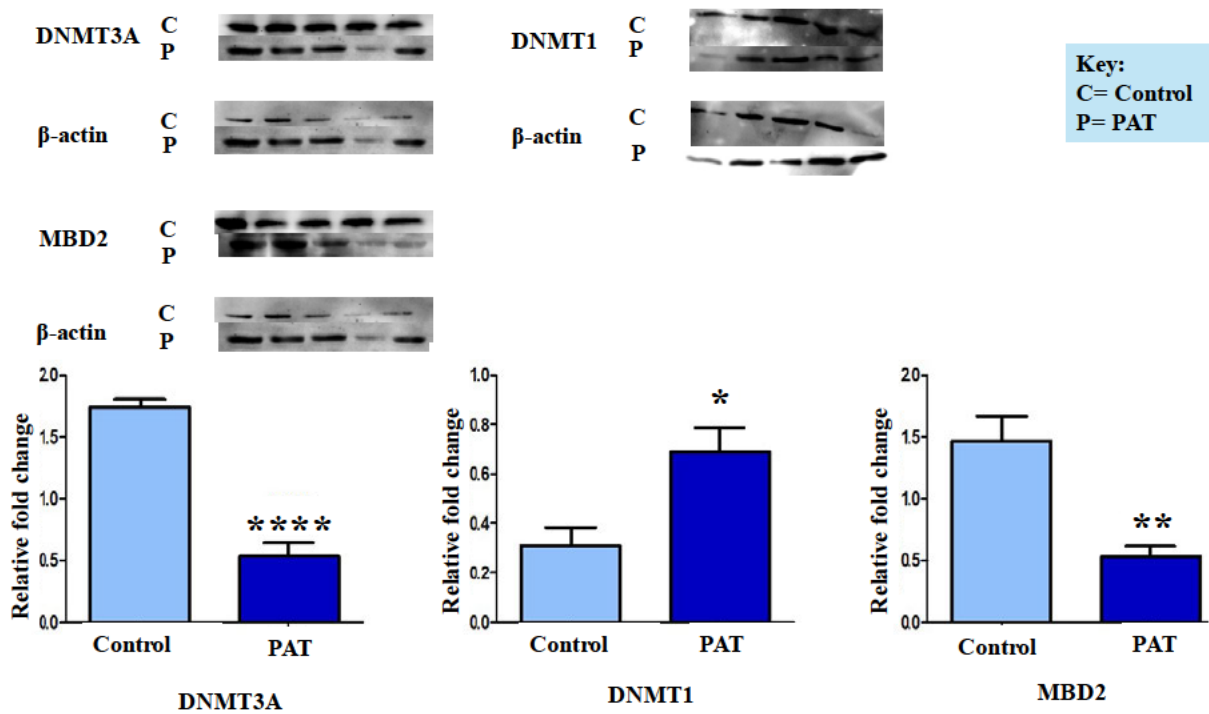 DNMT3A
C
P
β-actin
C
P
MBD2
C
P
β-actin
C
P
DNMT1
C
P
β-actin
C
P
Key:
C= Control
P= PAT
Relative fold change
2.0
1.5
1.0
0.5
0.0
****
Control
PAT
DNMT3A
Relative fold change
1.0
0.8
0.6
0.4
0.2
0.0
*
Control
PAT
DNMT1
Relative fold change
2.0
1.5
1.0
0.5
0.0
**
Control
PAT
MBD2